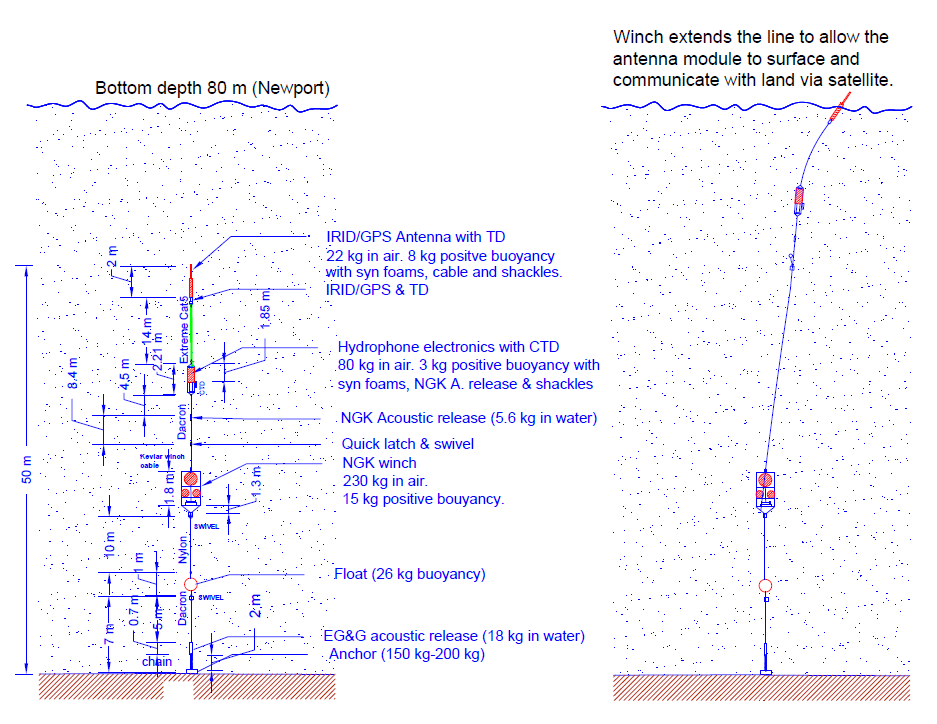 Winch extends the line to allow the
antenna module to surface and
communicate with land via satellite.
Bottom depth 80 m (Newport)
IRID/GPS Antenna with TD
22 kg in air. 8 kg positve buoyancy
with syn foams, cable and shackles.
IRID/GPS & TD
2 m
1.85 m.
14 m
Extreme Cat5
Hydrophone electronics with CTD
80 kg in air. 3 kg positive buoyancy with
syn foams, NGK A. release & shackles
2.21 m
4.5 m
8.4 m
CTD
Dacron
NGK Acoustic release (5.6 kg in water)
Quick latch & swivel
Kevlar winch
cable
NGK winch
230 kg in air.
15 kg positive bouyancy.
50 m
1.8 m
1.3 m
SWIVEL
10 m
Nylon
1 m
Float (26 kg buoyancy)
SWIVEL
Dacron
7 m
0.7 m
5 m
2 m
EG&G acoustic release (18 kg in water)
Anchor (150 kg-200 kg)
chain